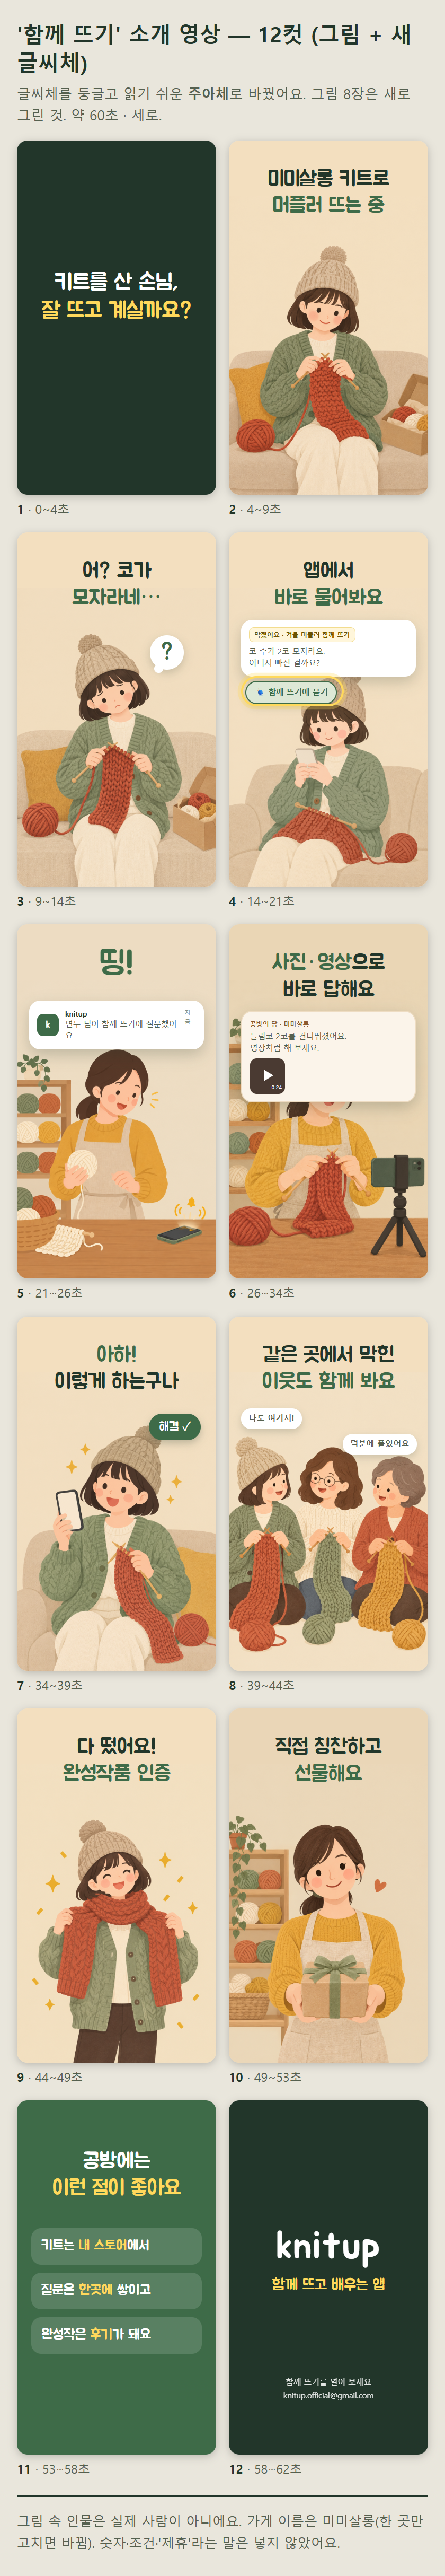 '함께 뜨기' 소개 영상 — 12컷 (그림 + 새
글씨체)
글씨체를 둥글고 읽기 쉬운 주아체로 바꿨어요. 그림 8장은 새로
그린 것. 약 60초 · 세로.
키트를 산 손님,
잘 뜨고 계실까요?
1 · 0~4초
미미살롱 키트로
머플러 뜨는 중
2 · 4~9초
어? 코가
모자라네…
?
3 · 9~14초
앱에서
바로 물어봐요
막혔어요 · 겨울 머플러 함께 뜨기
코 수가 2코 모자라요.
어디서 빠진 걸까요?
함께 뜨기에 묻기
4 · 14~21초
띵!
k
knitup
지금
연두 님이 함께 뜨기에 질문했어
요
5 · 21~26초
사진·영상으로
바로 답해요
공방의 답 · 미미살롱
늘림코 2코를 건너뛰셨어요.
영상처럼 해 보세요.
0:24
6 · 26~34초
아하!
이렇게 하는구나
해결 ✓
7 · 34~39초
같은 곳에서 막힌
이웃도 함께 봐요
나도 여기서!
덕분에 풀었어요
8 · 39~44초
다 떴어요!
완성작품 인증
9 · 44~49초
직접 칭찬하고
선물해요
10 · 49~53초
공방에는
이런 점이 좋아요
키트는 내 스토어에서
질문은 한곳에 쌓이고
완성작은 후기가 돼요
11 · 53~58초
knitup
함께 뜨고 배우는 앱
함께 뜨기를 열어 보세요
knitup.official@gmail.com
12 · 58~62초
그림 속 인물은 실제 사람이 아니에요. 가게 이름은 미미살롱(한 곳만
고치면 바뀜). 숫자·조건·'제휴'라는 말은 넣지 않았어요.